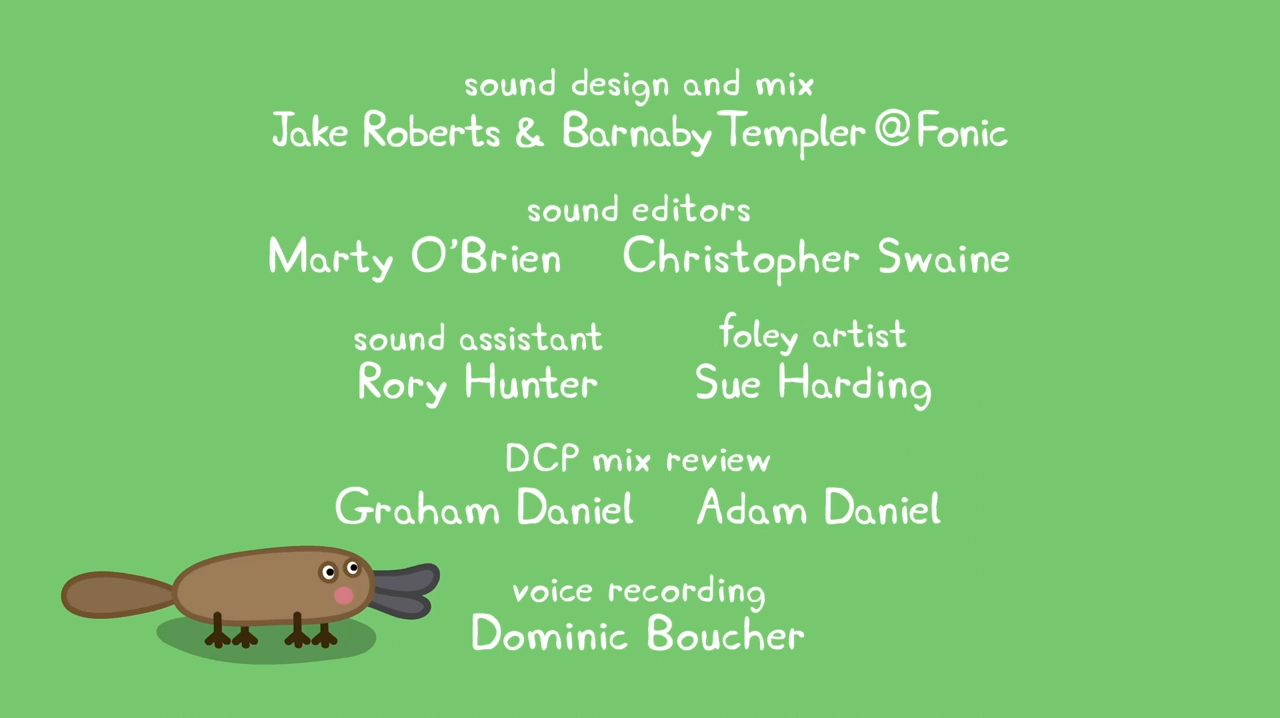 sound design and mix
Jake Roberts & Barnaby Templer @ Fonic
sound editors
Marty O'Brien Christopher Swaine
sound assistant foley artist
Rory Hunter Sue Harding
DCP mix review
Graham Daniel Adam Daniel
voice recording
Dominic Boucher